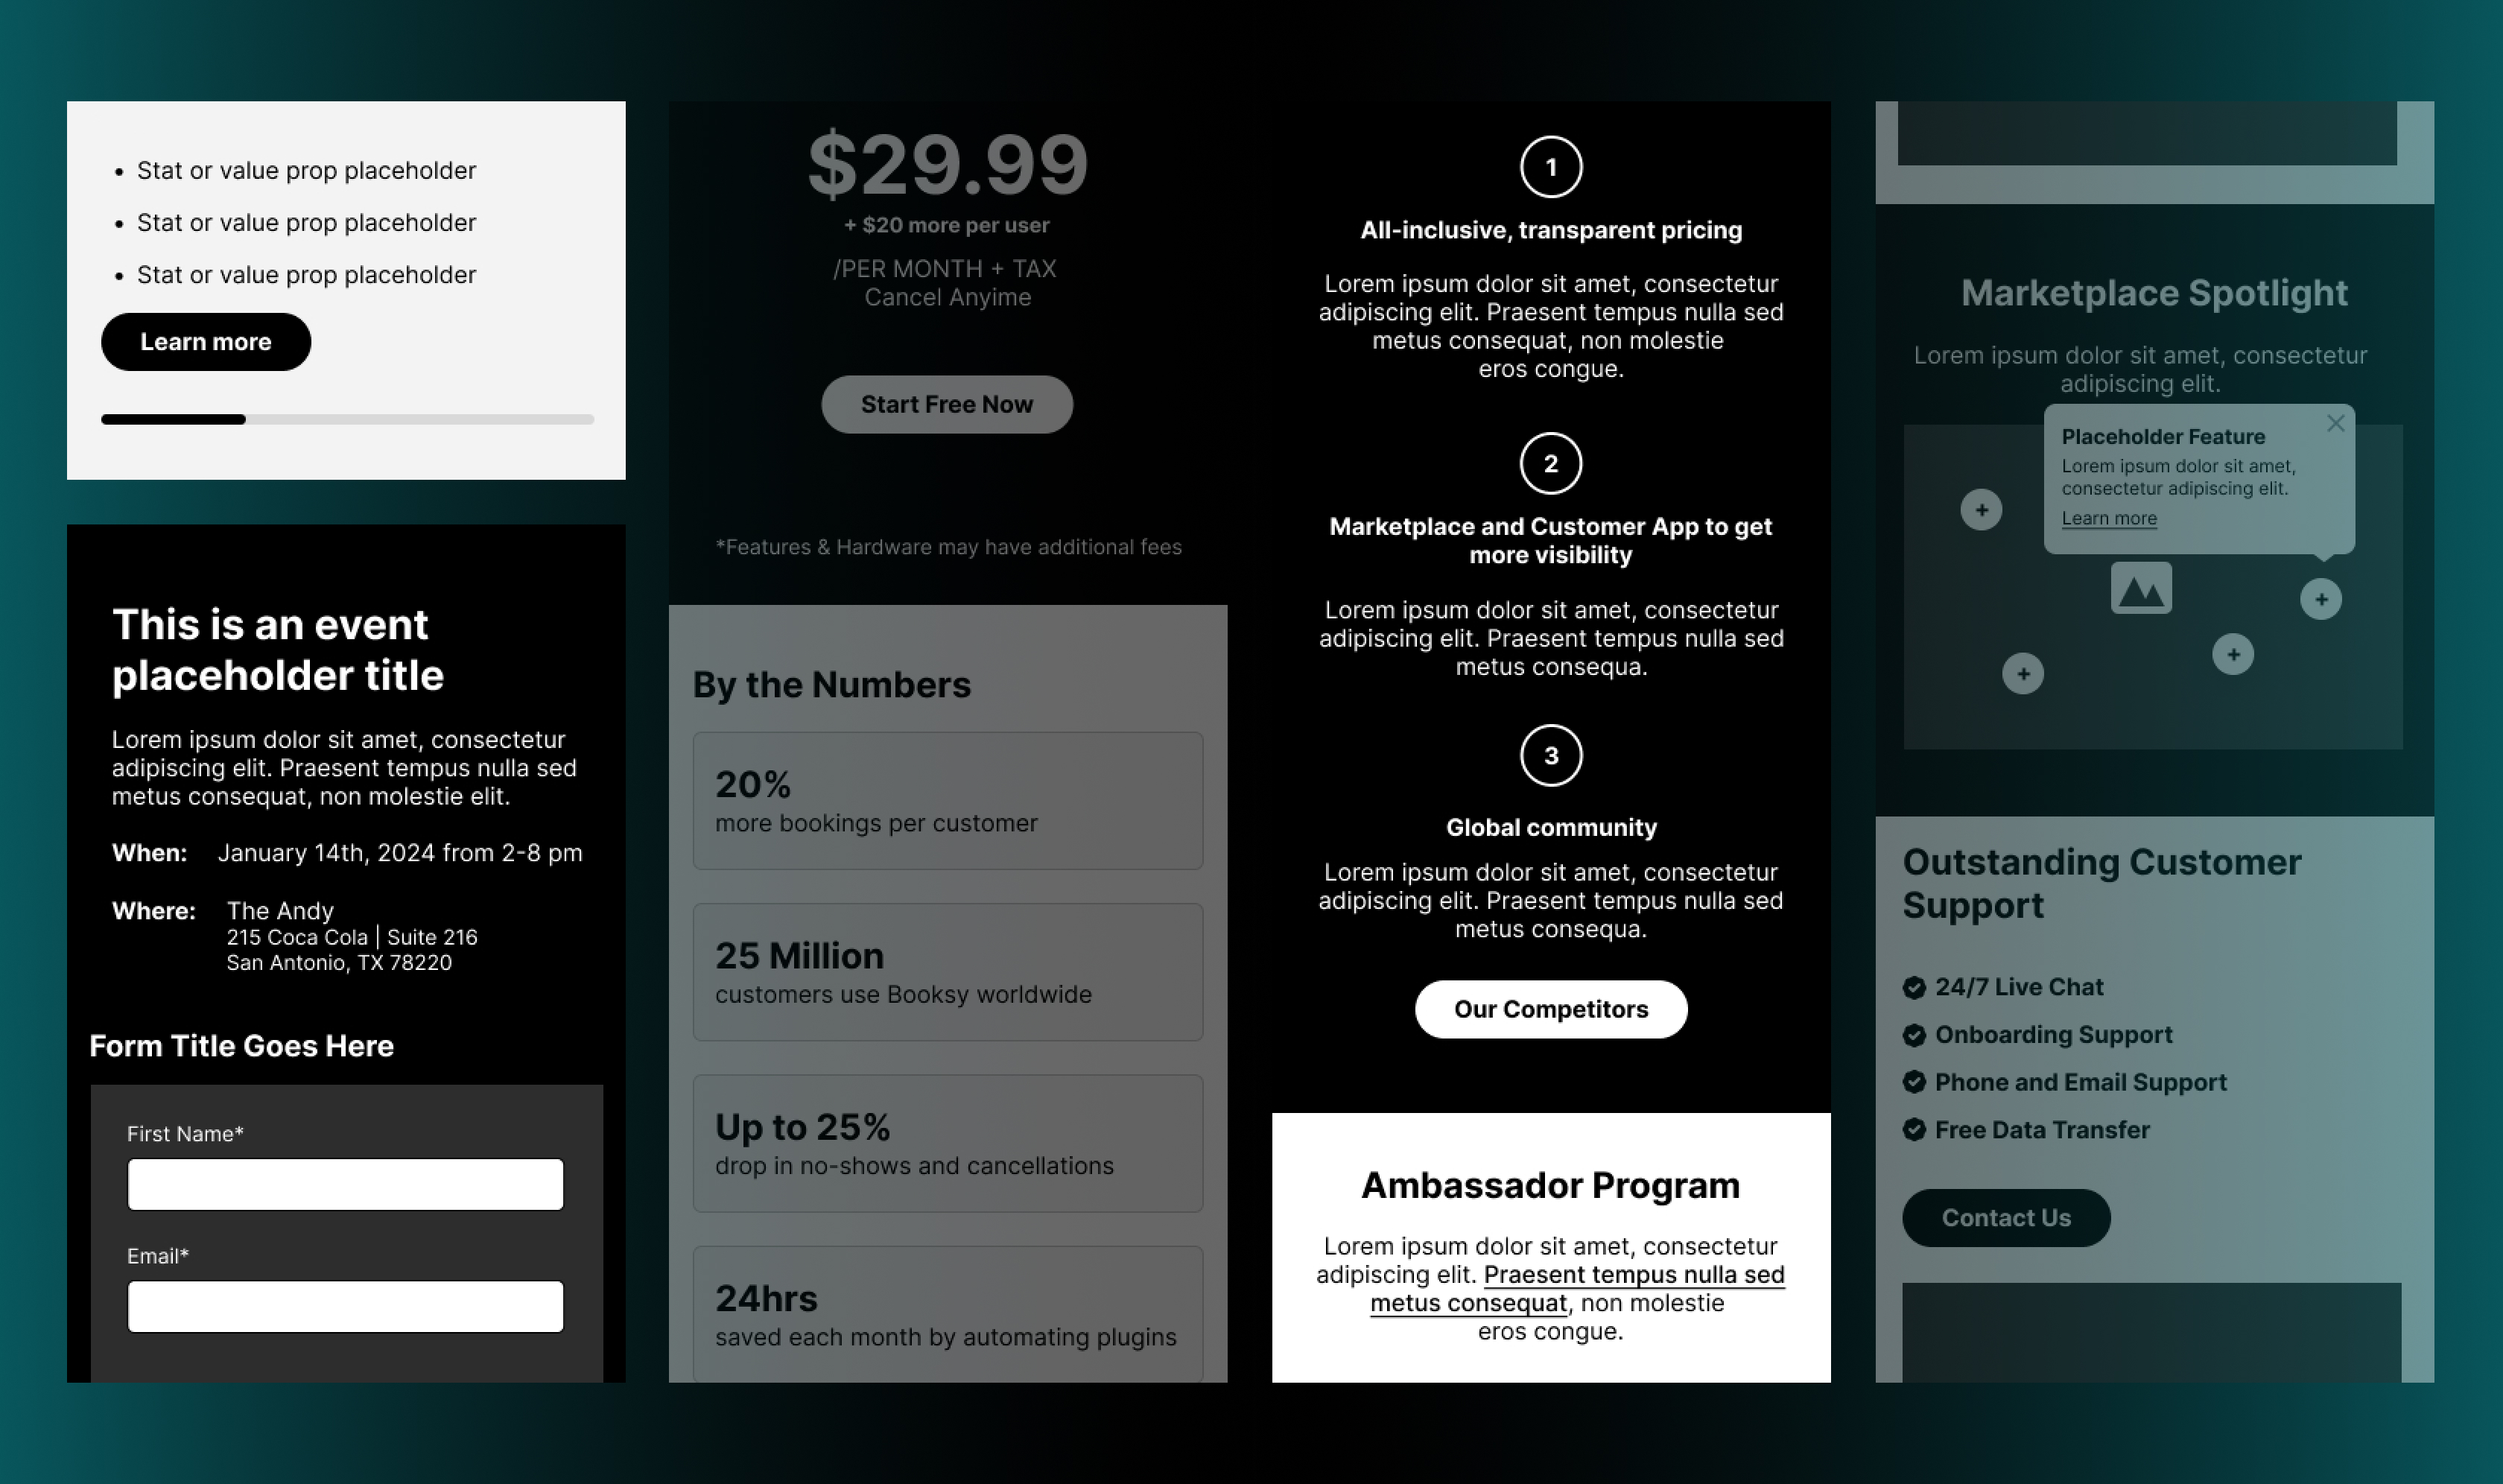 • Stat or value prop placeholder
• Stat or value prop placeholder
• Stat or value prop placeholder
Learn more
This is an event
placeholder title
Lorem ipsum dolor sit amet, consectetur
adipiscing elit. Praesent tempus nulla sed
metus consequat, non molestie elit.
When: January 14th, 2024 from 2-8 pm
Where: The Andy
215 Coca Cola | Suite 216
San Antonio, TX 78220
Form Title Goes Here
First Name*
Email*
$29.99
+ $20 more per user
/PER MONTH + TAX
Cancel Anyime
Start Free Now
*Features & Hardware may have additional fees
By the Numbers
20%
more bookings per customer
25 Million
customers use Booksy worldwide
Up to 25%
drop in no-shows and cancellations
24hrs
saved each month by automating plugins
1
All-inclusive, transparent pricing
Lorem ipsum dolor sit amet, consectetur
adipiscing elit. Praesent tempus nulla sed
metus consequat, non molestie
eros congue.
2
Marketplace and Customer App to get
more visibility
Lorem ipsum dolor sit amet, consectetur
adipiscing elit. Praesent tempus nulla sed
metus consequa.
3
Global community
Lorem ipsum dolor sit amet, consectetur
adipiscing elit. Praesent tempus nulla sed
metus consequa.
Our Competitors
Ambassador Program
Lorem ipsum dolor sit amet, consectetur
adipiscing elit. Praesent tempus nulla sed
metus consequat, non molestie
eros congue.
Marketplace Spotlight
Lorem ipsum dolor sit amet, consectetur
adipiscing elit.
Placeholder Feature
Lorem ipsum dolor sit amet,
consectetur adipiscing elit.
Learn more
Outstanding Customer
Support
24/7 Live Chat
Onboarding Support
Phone and Email Support
Free Data Transfer
Contact Us